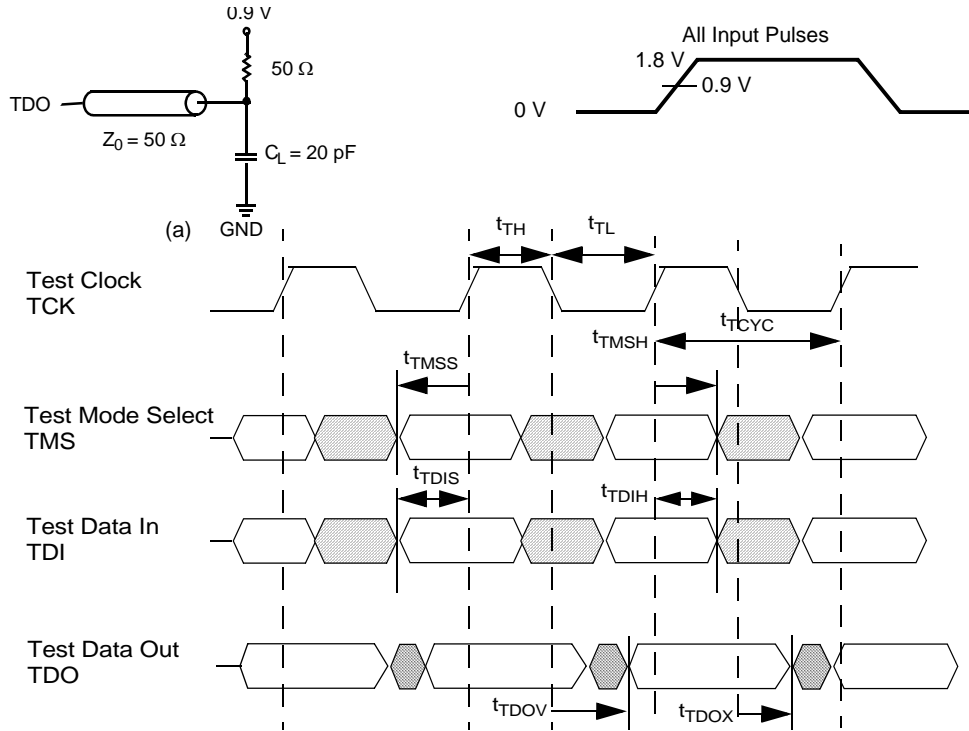 0.9 V
50 Ω
TDO
Z0 = 50 Ω
CL = 20 pF
(a) GND
All Input Pulses
1.8 V
0.9 V
0 V
tTH
tTL
Test Clock
TCK
tTMSH
tTCYC
tTMSS
Test Mode Select
TMS
tTDIS
tTDIH
Test Data In
TDI
Test Data Out
TDO
tTDOV
tTDOX